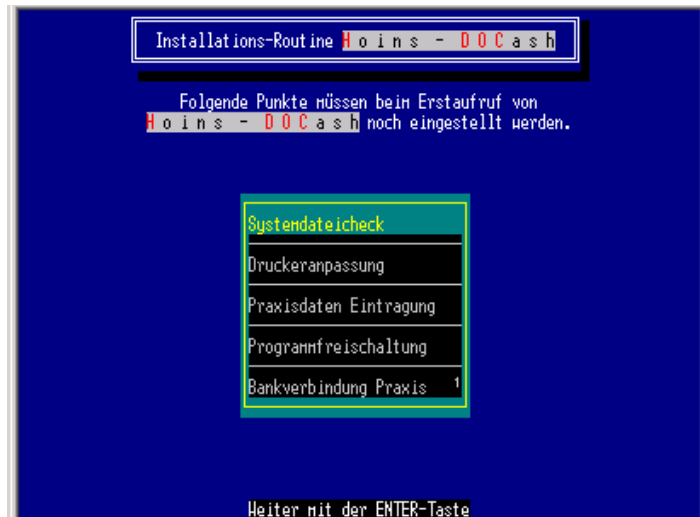 Installations-Routine Hoins - DOCash
Folgende Punkte müssen beim Erstaufruf von
Hoins - DOCash noch eingestellt werden.
Systemdateicheck
Druckeranpassung
Praxisdaten Eintragung
Programmfreischaltung
Bankverbindung Praxis 1
Weiter mit der ENTER-Taste